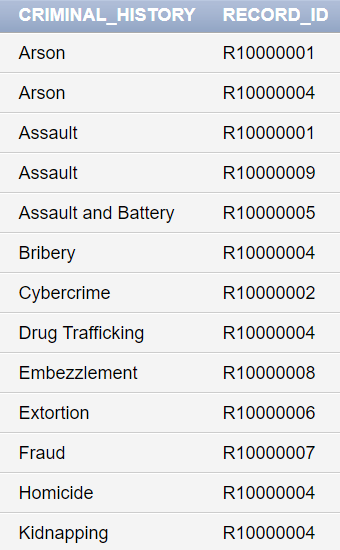 CRIMINAL_HISTORY RECORD_ID
Arson R10000001
Arson R10000004
Assault R10000001
Assault R10000009
Assault and Battery R10000005
Bribery R10000004
Cybercrime R10000002
Drug Trafficking R10000004
Embezzlement R10000008
Extortion R10000006
Fraud R10000007
Homicide R10000004
Kidnapping R10000004